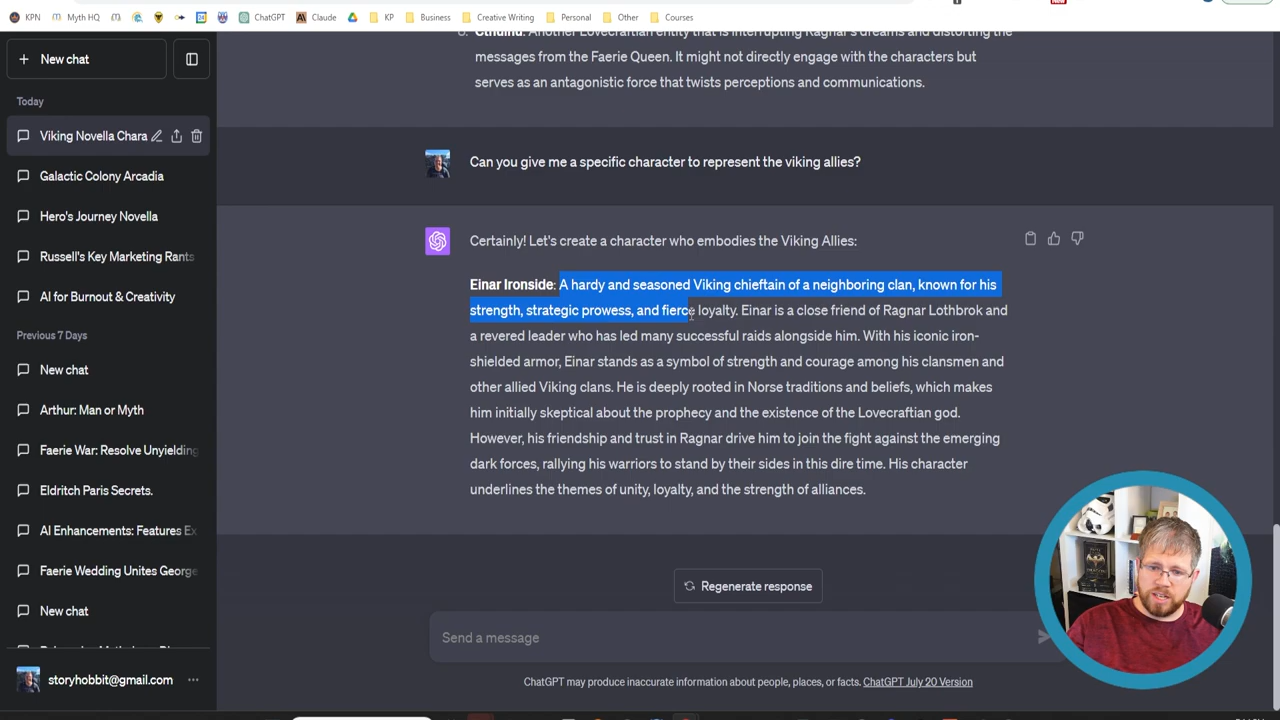 KPN
Myth HQ
ChatGPT
Claude
KP
Business
Creative Writing
Personal
Other
Courses
New chat
Today
Viking Novella Chara
Galactic Colony Arcadia
Hero's Journey Novella
Russell's Key Marketing Rants
AI for Burnout & Creativity
Previous 7 Days
New chat
Arthur: Man or Myth
Faerie War: Resolve Unyielding
Eldritch Paris Secrets.
AI Enhancements: Features Ex
Faerie Wedding Unites George
New chat
storyhobbit@gmail.com
Another Lovecraftian entity that is interrupting Ragnar's dreams and distorting the
messages from the Faerie Queen. It might not directly engage with the characters but
serves as an antagonistic force that twists perceptions and communications.
Can you give me a specific character to represent the viking allies?
Certainly! Let's create a character who embodies the Viking Allies:
Einar Ironside: A hardy and seasoned Viking chieftain of a neighboring clan, known for his
strength, strategic prowess, and fierce loyalty. Einar is a close friend of Ragnar Lothbrok and
a revered leader who has led many successful raids alongside him. With his iconic iron-
shielded armor, Einar stands as a symbol of strength and courage among his clansmen and
other allied Viking clans. He is deeply rooted in Norse traditions and beliefs, which makes
him initially skeptical about the prophecy and the existence of the Lovecraftian god.
However, his friendship and trust in Ragnar drive him to join the fight against the emerging
dark forces, rallying his warriors to stand by their sides in this dire time. His character
underlines the themes of unity, loyalty, and the strength of alliances.
Regenerate response
Send a message
ChatGPT may produce inaccurate information about people, places, or facts. ChatGPT July 20 Version